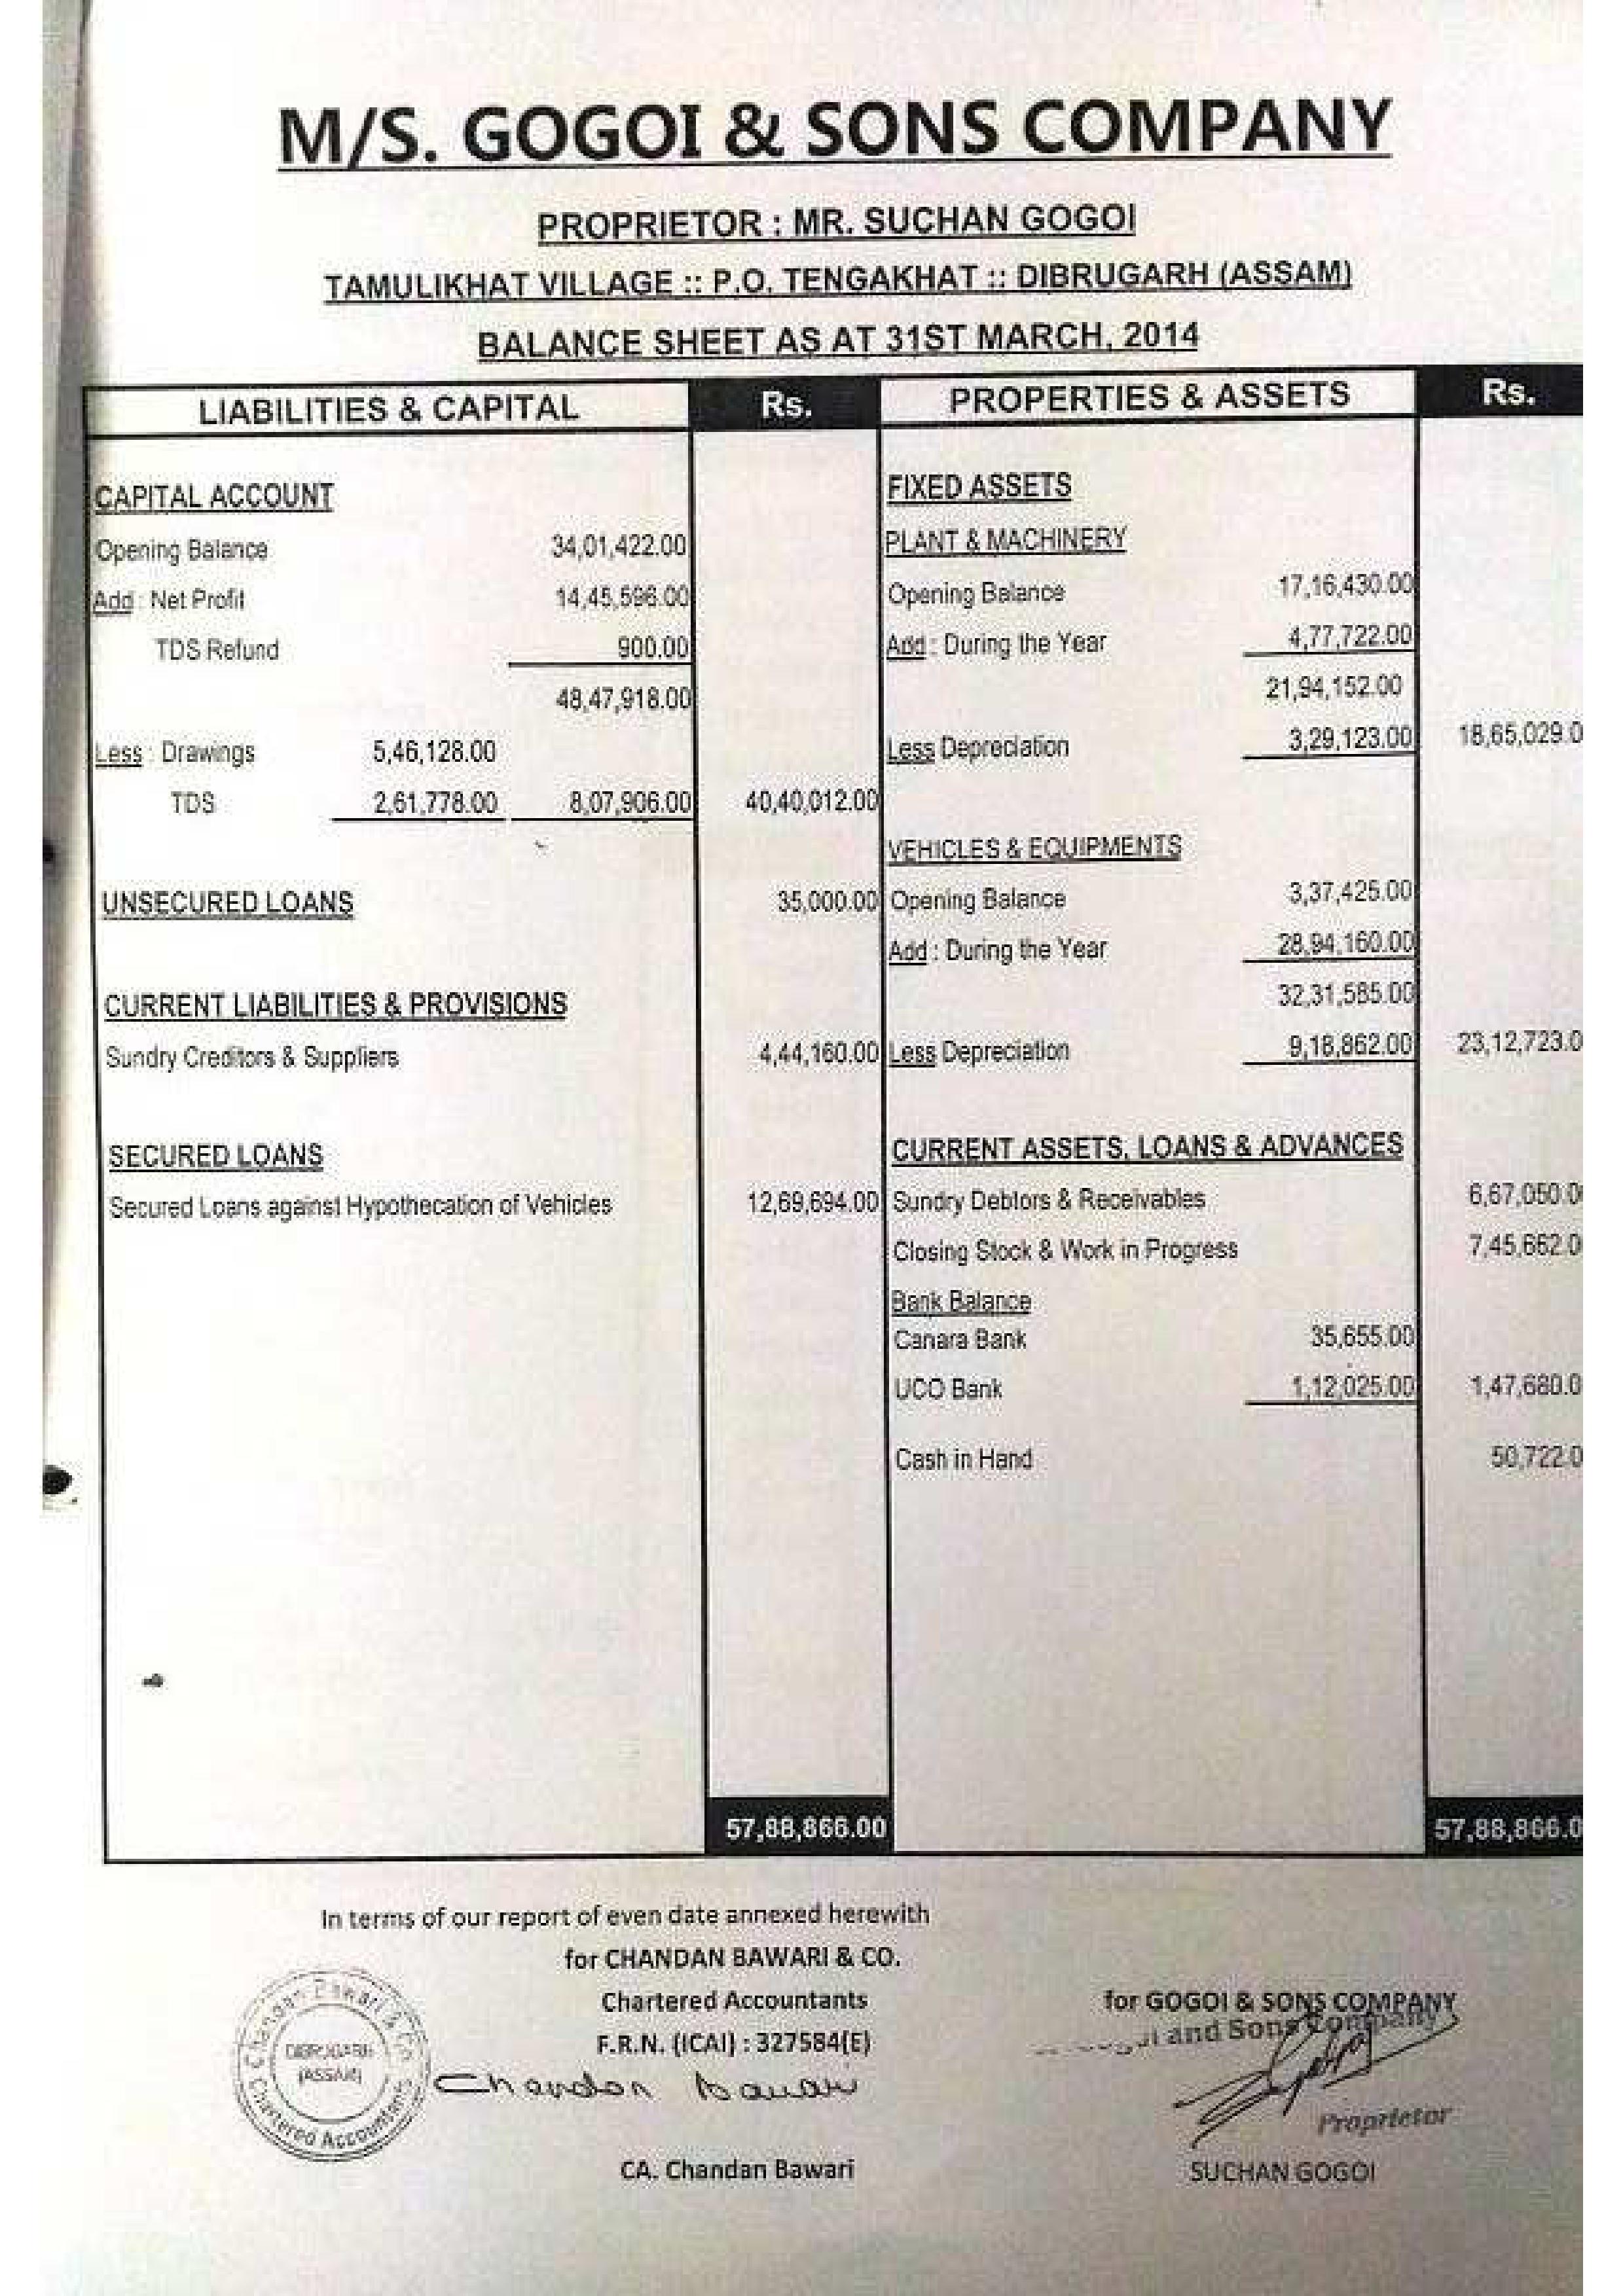 M/S. GOGOI & SONS COMPANY
PROPRIETOR : MR. SUCHAN GOGOI
TAMULIKHAT VILLAGE :: P.O. TENGAKHAT :: DIBRUGARH (ASSAM)
BALANCE SHEET AS AT 31ST MARCH, 2014
LIABILITIES & CAPITAL Rs.
CAPITAL ACCOUNT
Opening Balance 34,01,422.00
Add : Net Profit 14,45,596.00
TDS Refund 900.00
48,47,918.00
Less : Drawings 5,46,128.00
TDS 2,61,778.00 8,07,906.00 40,40,012.00
UNSECURED LOANS 35,000.00
CURRENT LIABILITIES & PROVISIONS
Sundry Creditors & Suppliers 4,44,160.00
SECURED LOANS
Secured Loans against Hypothecation of Vehicles 12,69,694.00
57,88,866.00
PROPERTIES & ASSETS Rs.
FIXED ASSETS
PLANT & MACHINERY
Opening Balance 17,16,430.00
Add : During the Year 4,77,722.00
21,94,152.00
Less Depreciation 3,29,123.00 18,65,029.0
VEHICLES & EQUIPMENTS
Opening Balance 3,37,425.00
Add : During the Year 28,94,160.00
32,31,585.00
Less Depreciation 9,18,862.00 23,12,723.0
CURRENT ASSETS, LOANS & ADVANCES
Sundry Debtors & Receivables 6,67,050.0
Closing Stock & Work in Progress 7,45,662.0
Bank Balance
Canara Bank 35,655.00
UCO Bank 1,12,025.00 1,47,680.0
Cash in Hand 50,722.0
57,88,866.0
In terms of our report of even date annexed herewith
for CHANDAN BAWARI & CO.
Chartered Accountants
F.R.N. (ICAI) : 327584(E)
Chandan Bawari
CA. Chandan Bawari
Chandan Bawari & Co.
DIBRUGARH
(ASSAM)
Chartered Accountants
for GOGOI & SONS COMPANY
and Sons Company
Proprietor
SUCHAN GOGOI